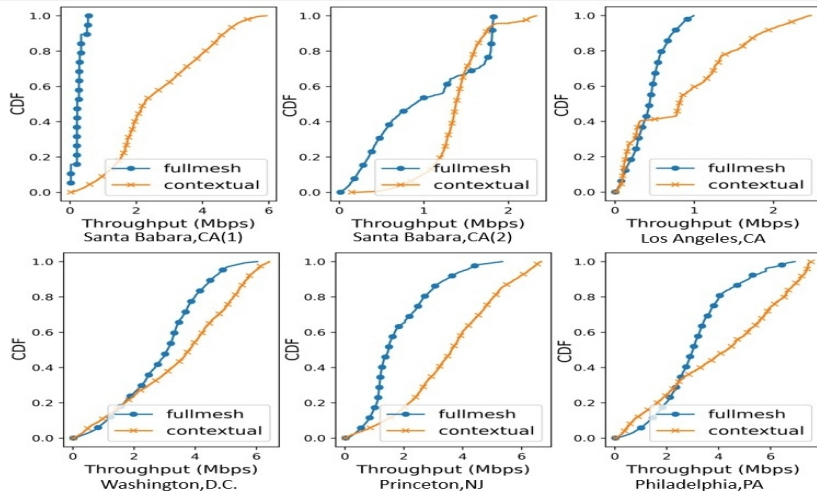 CDF
1.0
0.8
0.6
0.4
0.2
0.0
fullmesh
contextual
0 2 4 6
Throughput (Mbps)
Santa Babara,CA(1)
CDF
1.0
0.8
0.6
0.4
0.2
0.0
fullmesh
contextual
0 1 2
Throughput (Mbps)
Santa Babara,CA(2)
CDF
1.0
0.8
0.6
0.4
0.2
0.0
fullmesh
contextual
0 1 2
Throughput (Mbps)
Los Angeles,CA
CDF
1.0
0.8
0.6
0.4
0.2
0.0
fullmesh
contextual
0 2 4 6
Throughput (Mbps)
Washington,D.C.
CDF
1.0
0.8
0.6
0.4
0.2
0.0
fullmesh
contextual
0 2 4 6
Throughput (Mbps)
Princeton,NJ
CDF
1.0
0.8
0.6
0.4
0.2
0.0
fullmesh
contextual
0 2 4 6
Throughput (Mbps)
Philadelphia,PA